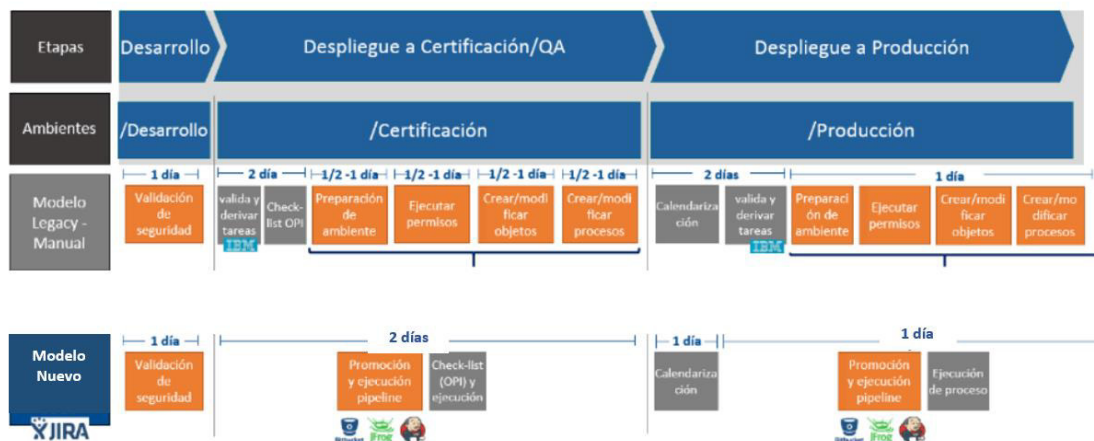 Etapas
Desarrollo
Despliegue a Certificación/QA
Despliegue a Producción
Ambientes
/Desarrollo
/Certificación
/Producción
Modelo
Legacy -
Manual
1 día
Validación
de
seguridad
2 día
valida y
derivar
tareas
IBM
Check-
list OPI
1/2 -1 día
Preparación
de
ambiente
1/2 -1 día
Ejecutar
permisos
1/2 -1 día
Crear/modi
ficar
objetos
1/2 -1 día
Crear/modi
ficar
procesos
2 días
Calendariza
ción
valida y
derivar
tareas
IBM
1 día
Preparaci
ón de
ambiente
Ejecutar
permisos
Crear/modi
ficar
objetos
Crear/mo
dificar
procesos
Modelo
Nuevo
JIRA
1 día
Validación
de
seguridad
2 días
Promoción
y ejecución
pipeline
Bitbucket
JFrog
Check-list
(OPI) y
ejecución
1 día
Calendariza
ción
1 día
Promoción
y ejecución
pipeline
Bitbucket
JFrog
Ejecución
de proceso